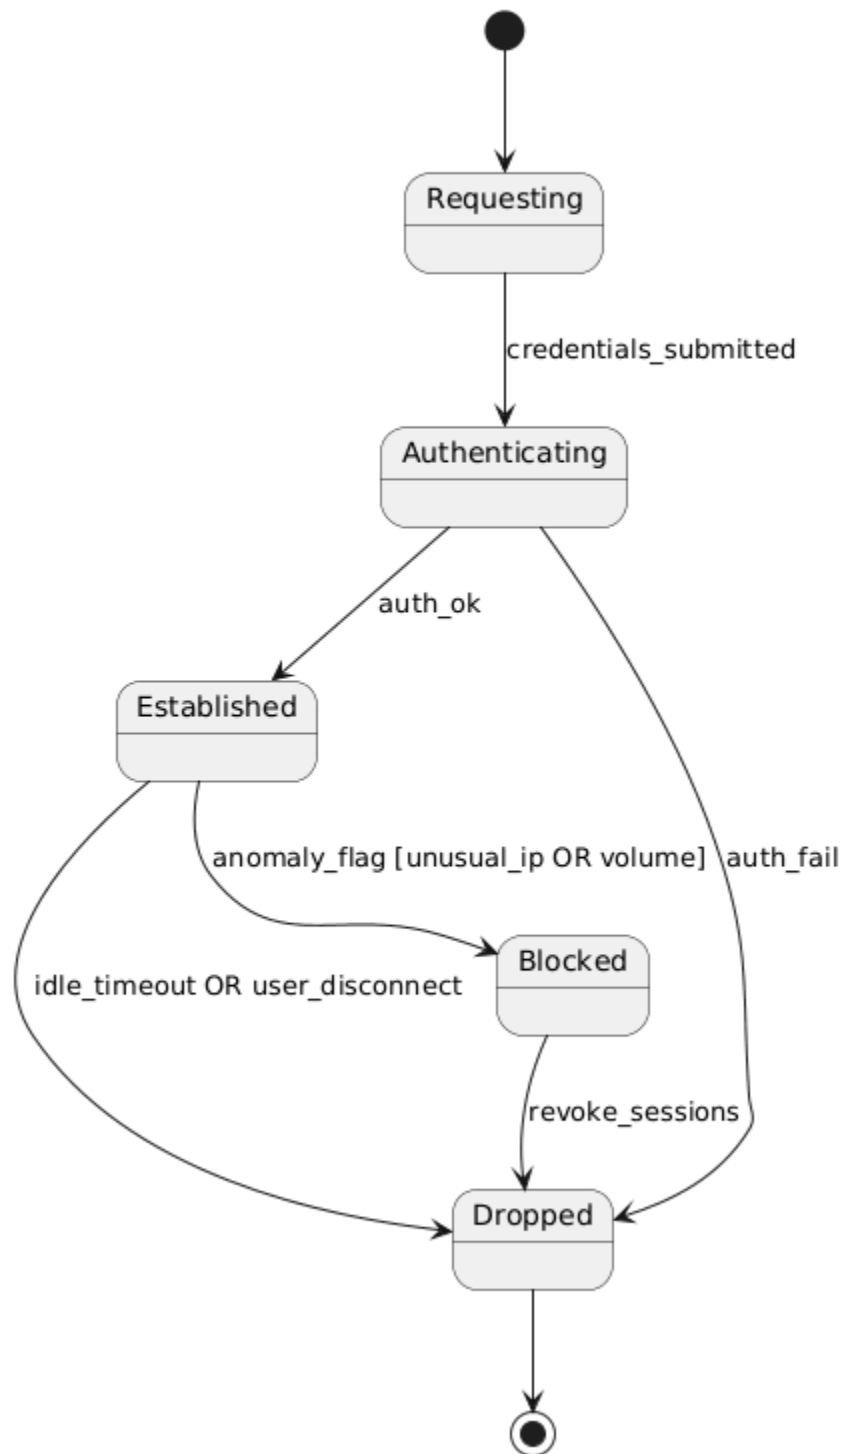 Requesting
credentials_submitted
Authenticating
auth_ok
Established
anomaly_flag [unusual_ip OR volume]
auth_fail
Blocked
idle_timeout OR user_disconnect
revoke_sessions
Dropped